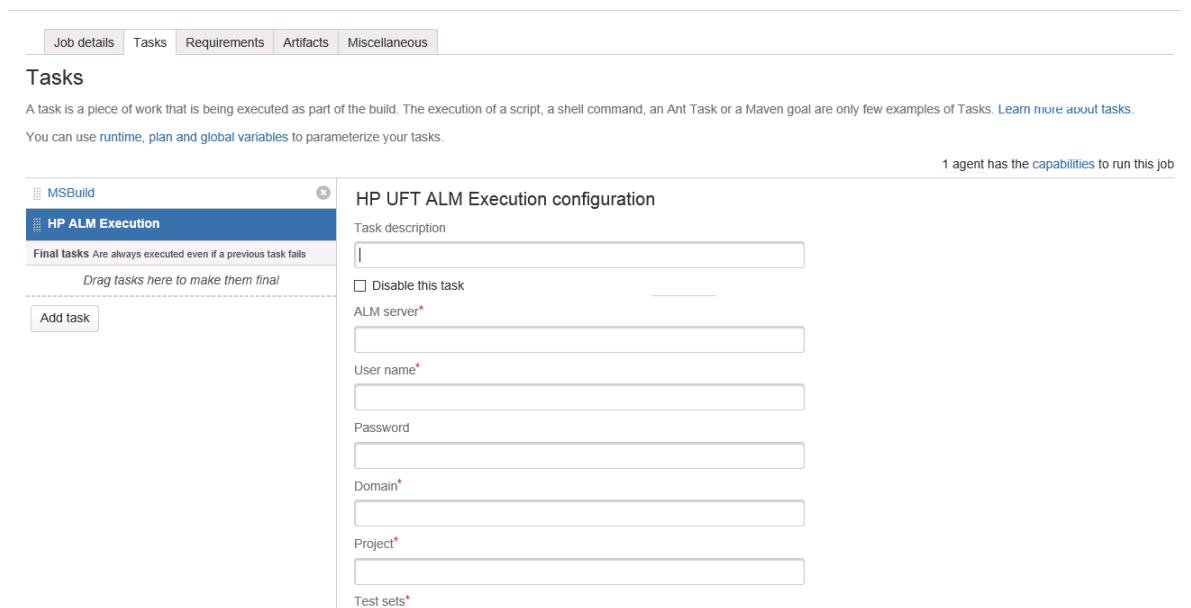 Job details Tasks Requirements Artifacts Miscellaneous
Tasks
A task is a piece of work that is being executed as part of the build. The execution of a script, a shell command, an Ant Task or a Maven goal are only few examples of Tasks. Learn more about tasks.
You can use runtime, plan and global variables to parameterize your tasks.
1 agent has the capabilities to run this job
MSBuild
HP ALM Execution
Final tasks Are always executed even if a previous task fails
Drag tasks here to make them final
Add task
HP UFT ALM Execution configuration
Task description
Disable this task
ALM server*
User name*
Password
Domain*
Project*
Test sets*